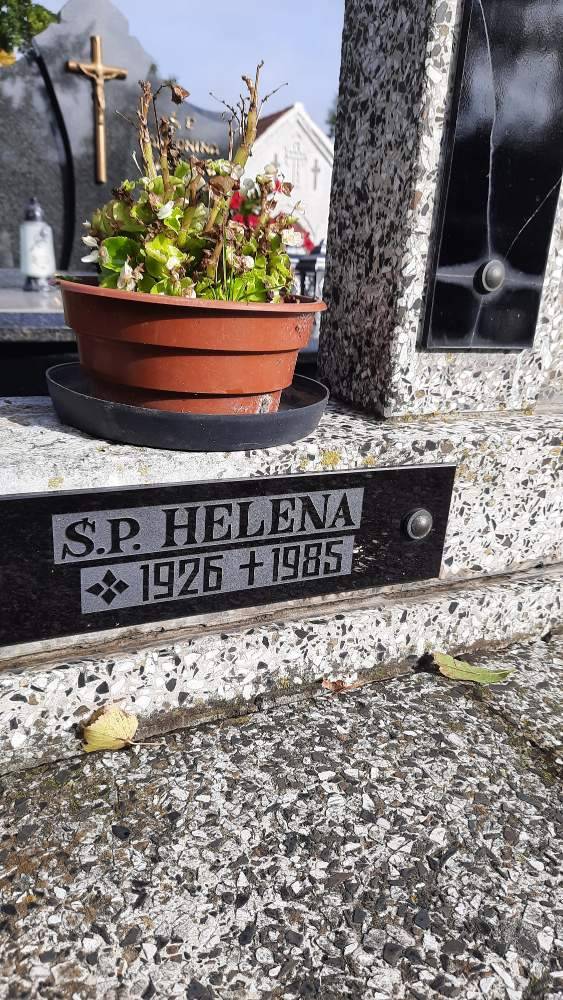 Ś.P.
Ś.P. HELENA
1926 † 1985